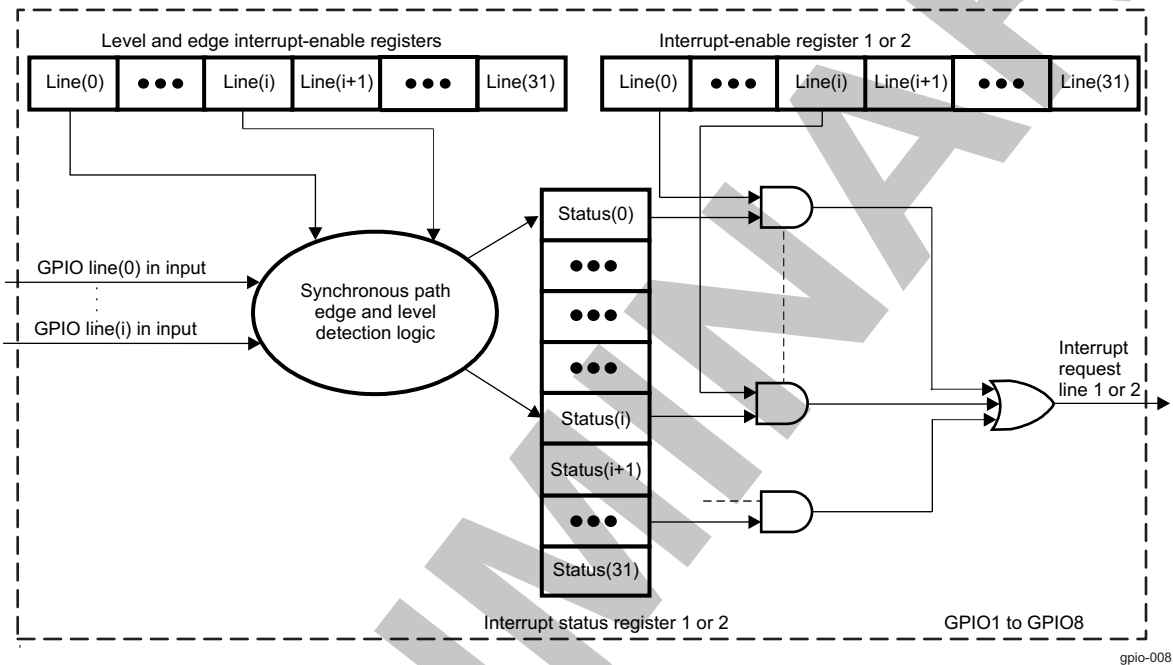 Level and edge interrupt-enable registers
Interrupt-enable register 1 or 2
Line(0) ●●● Line(i) Line(i+1) ●●● Line(31)
Line(0) ●●● Line(i) Line(i+1) ●●● Line(31)
Status(0)
GPIO line(0) in input
●●●
Synchronous path
edge and level
detection logic
●●●
GPIO line(i) in input
●●●
Interrupt
request
line 1 or 2
Status(i)
Status(i+1)
●●●
Status(31)
Interrupt status register 1 or 2
GPIO1 to GPIO8
gpio-008